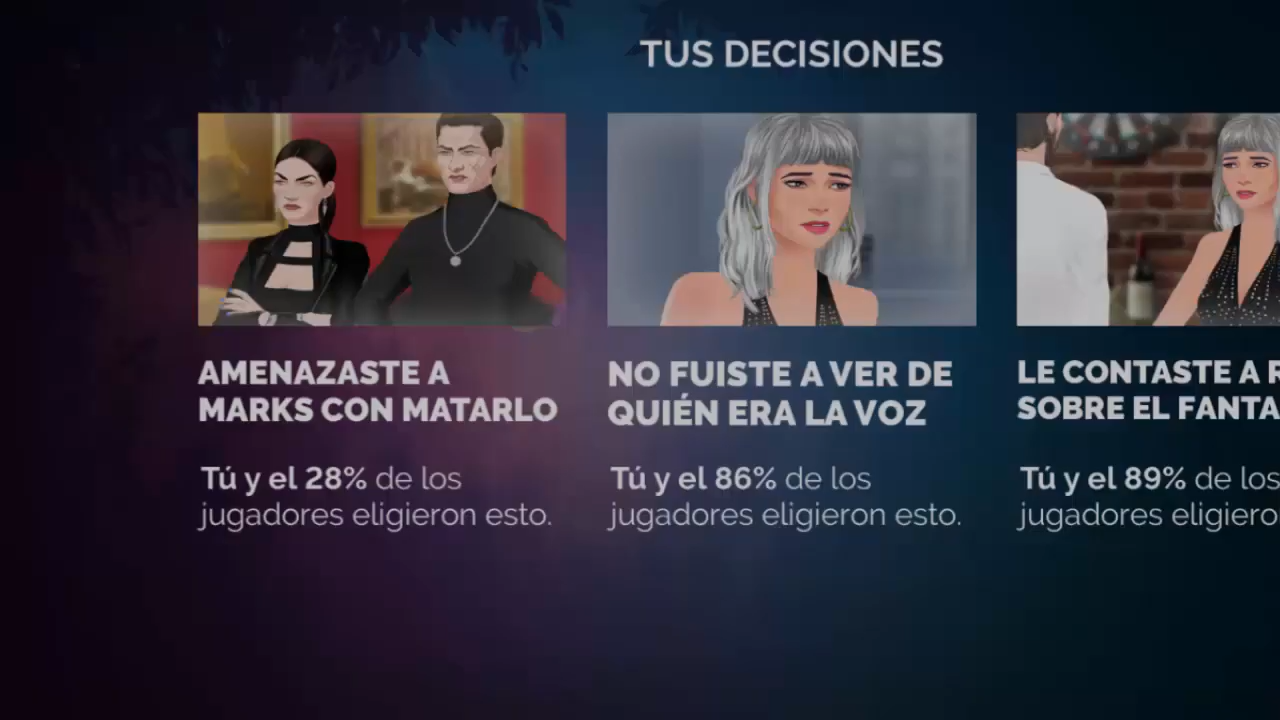 TUS DECISIONES
AMENAZASTE A
MARKS CON MATARLO
Tú y el 28% de los
jugadores eligieron esto.
NO FUISTE A VER DE
QUIÉN ERA LA VOZ
Tú y el 86% de los
jugadores eligieron esto.
LE CONTASTE A
SOBRE EL
Tú y el 89% de los